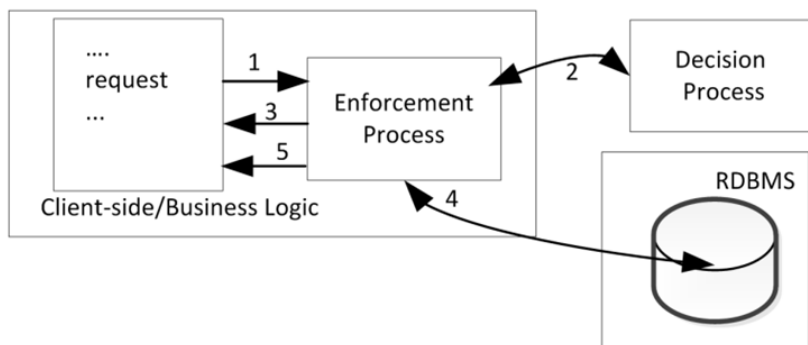 ....
request
...
1
3
5
Enforcement
Process
2
Decision
Process
4
RDBMS
Client-side/Business Logic